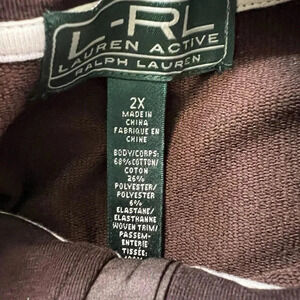 L-RL
LAUREN ACTIVE
RALPH LAUREN
2X
MADE IN
CHINA
FABRIQUE EN
CHINE
BODY/CORPS:
68% COTTON/
COTON
26%
POLYESTER/
POLYESTER
6%
ELASTANE/
ELASTHANNE
WOVEN TRIM/
PASSEM-
ENTERIE
TISSÉE: